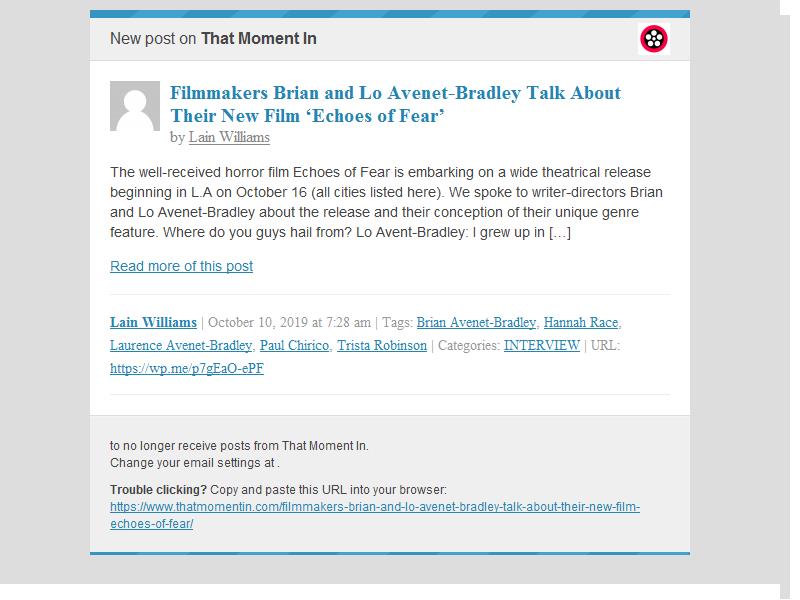 New post on That Moment In
Filmmakers Brian and Lo Avenet-Bradley Talk About
Their New Film ‘Echoes of Fear’
by Lain Williams
The well-received horror film Echoes of Fear is embarking on a wide theatrical release
beginning in L.A on October 16 (all cities listed here). We spoke to writer-directors Brian
and Lo Avenet-Bradley about the release and their conception of their unique genre
feature. Where do you guys hail from? Lo Avent-Bradley: I grew up in […]
Read more of this post
Lain Williams | October 10, 2019 at 7:28 am | Tags: Brian Avenet-Bradley, Hannah Race,
Laurence Avenet-Bradley, Paul Chirico, Trista Robinson | Categories: INTERVIEW | URL:
https://wp.me/p7gEaO-ePF
to no longer receive posts from That Moment In.
Change your email settings at .
Trouble clicking? Copy and paste this URL into your browser:
https://www.thatmomentin.com/filmmakers-brian-and-lo-avenet-bradley-talk-about-their-new-film-
echoes-of-fear/